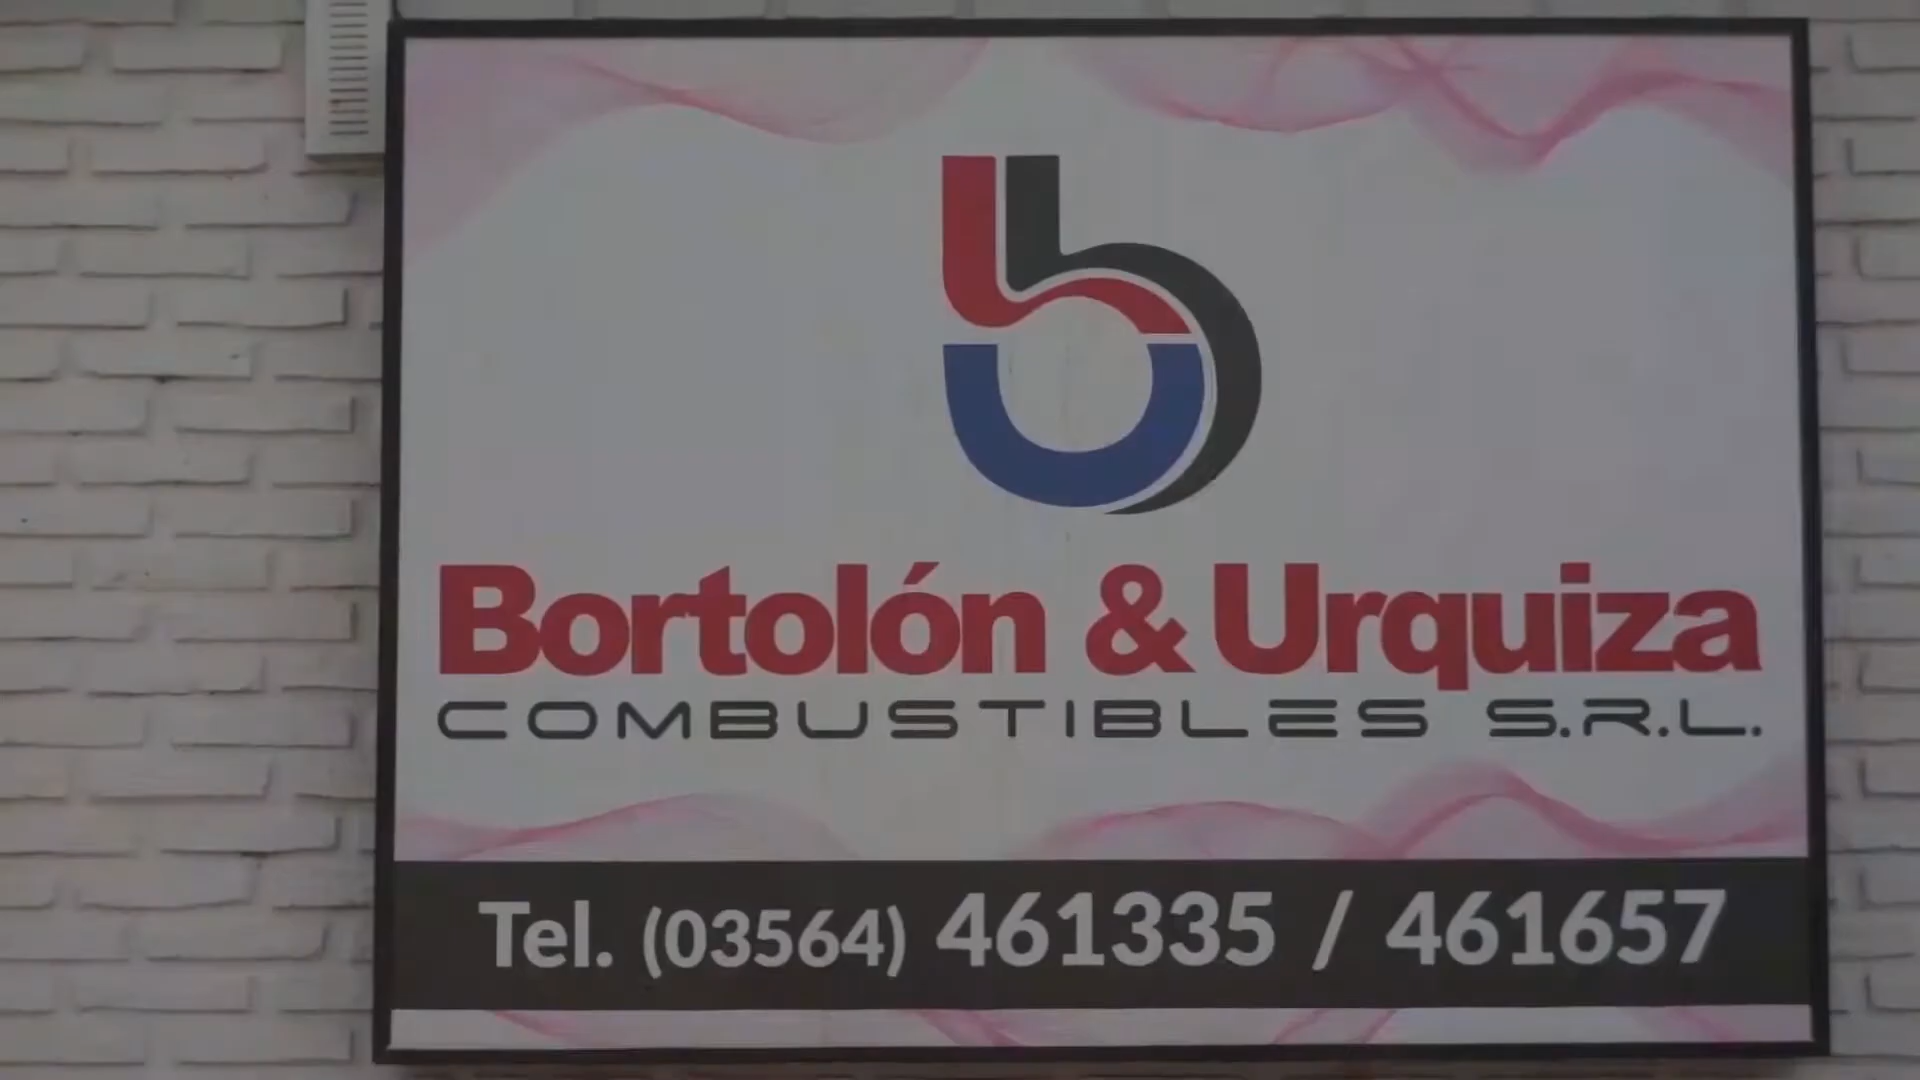 Bortolón & Urquiza
COMBUSTIBLES S.R.L.
Tel. (03564) 461335 / 461657